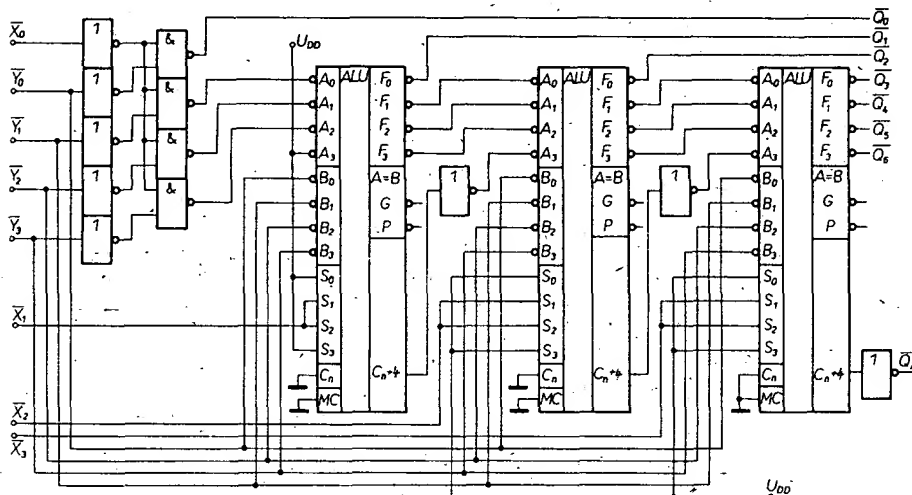 X̅0
Y̅0
Y̅1
Y̅2
Y̅3
X̅1
X̅2
X̅3
1
1
1
1
1
&
&
&
&
UDD
A0 ALU F0
A1 F1
A2 F2
A3 F3
B0 A=B
B1 G
B2 P
B3
S0
S1
S2
S3
Cn Cn+4
MC
1
A0 ALU F0
A1 F1
A2 F2
A3 F3
B0 A=B
B1 G
B2 P
B3
S0
S1
S2
S3
Cn Cn+4
MC
1
A0 ALU F0
A1 F1
A2 F2
A3 F3
B0 A=B
B1 G
B2 P
B3
S0
S1
S2
S3
Cn Cn+4
MC
1
Q̅0
Q̅1
Q̅2
Q̅3
Q̅4
Q̅5
Q̅6
UDD